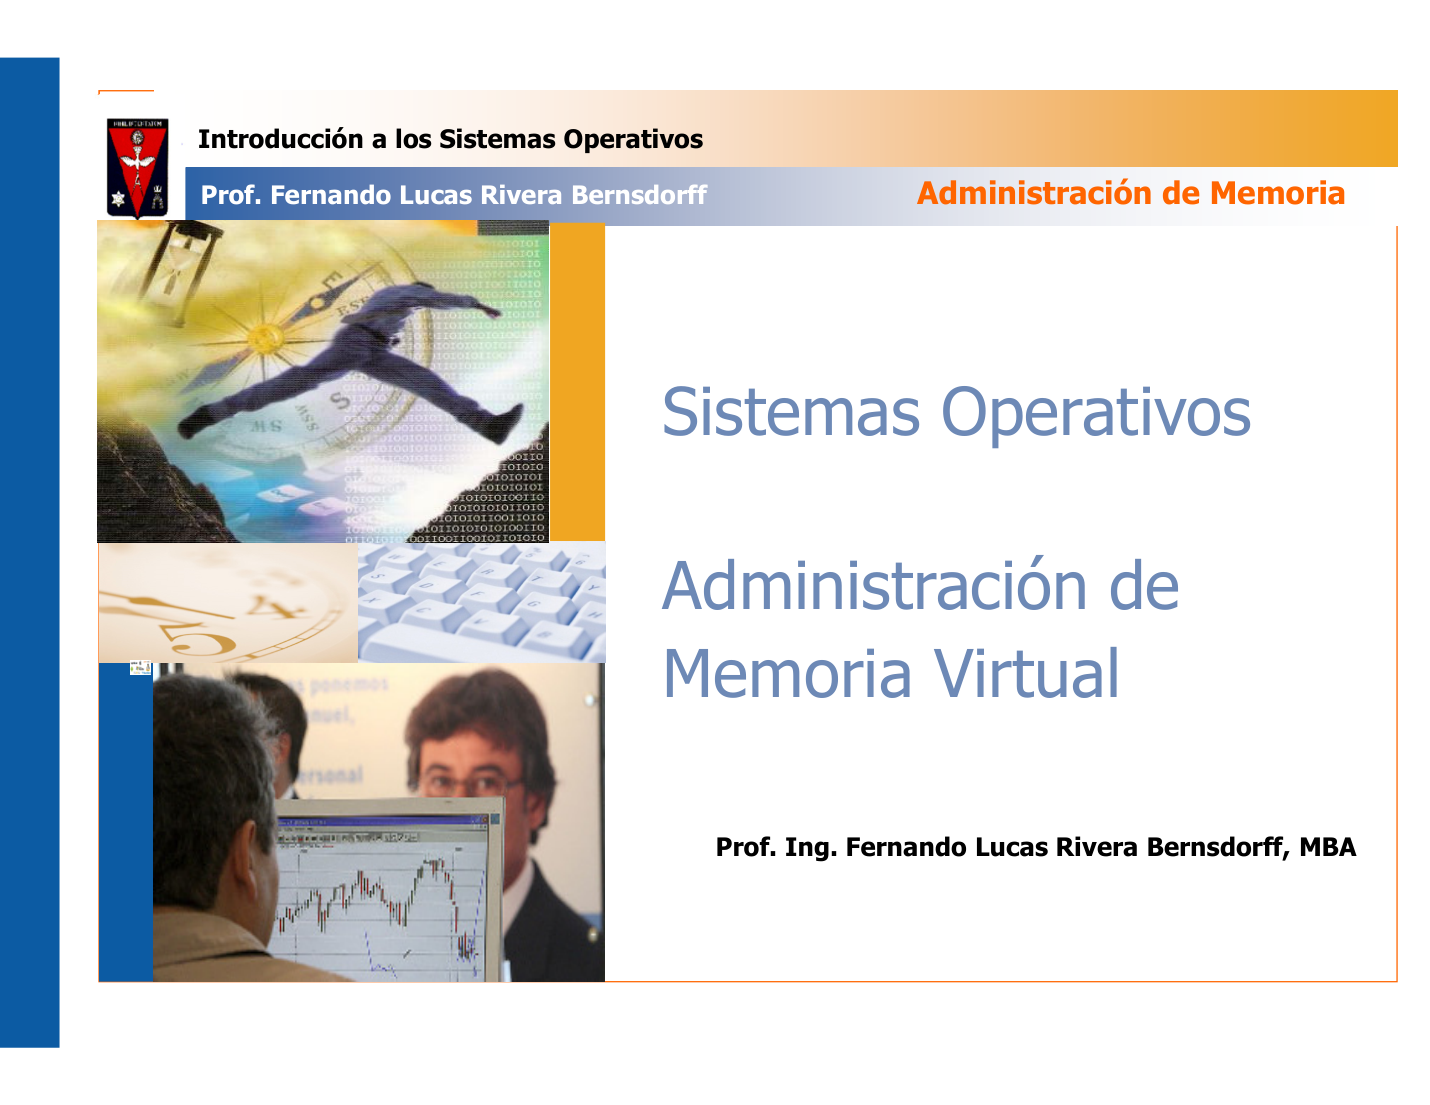 Introducción a los Sistemas Operativos
Prof. Fernando Lucas Rivera Bernsdorff
Administración de Memoria
Sistemas Operativos
Administración de
Memoria Virtual
Prof. Ing. Fernando Lucas Rivera Bernsdorff, MBA